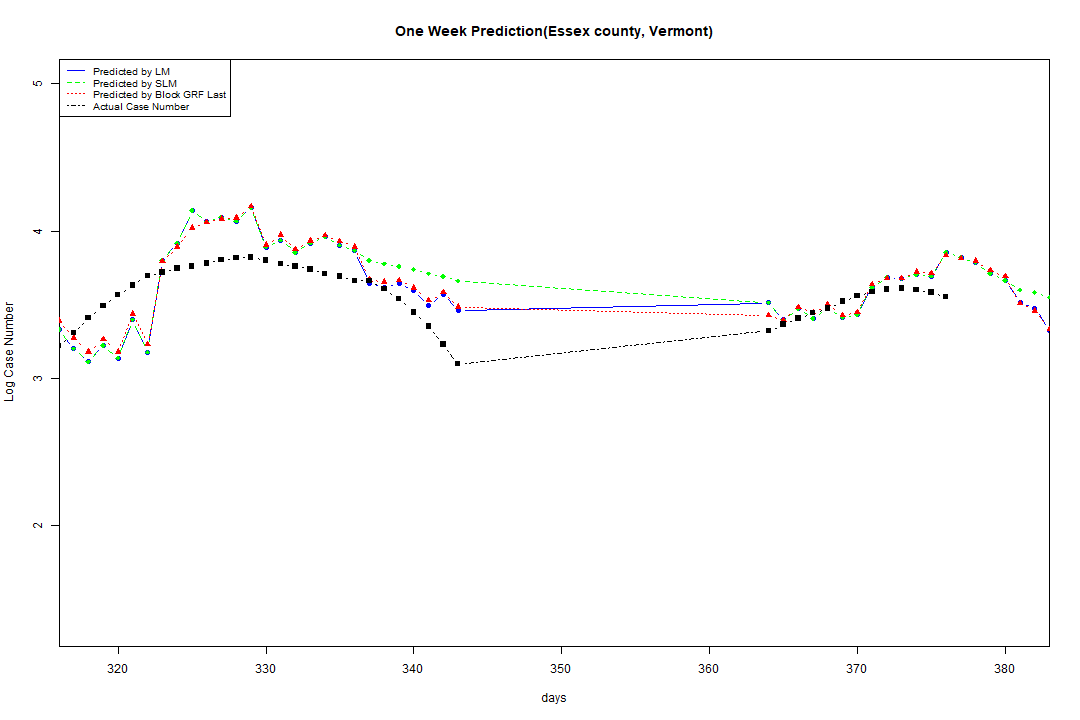 One Week Prediction(Essex county, Vermont)
Predicted by LM
Predicted by SLM
Predicted by Block GRF Last
Actual Case Number
5
4
3
2
Log Case Number
320 330 340 350 360 370 380
days